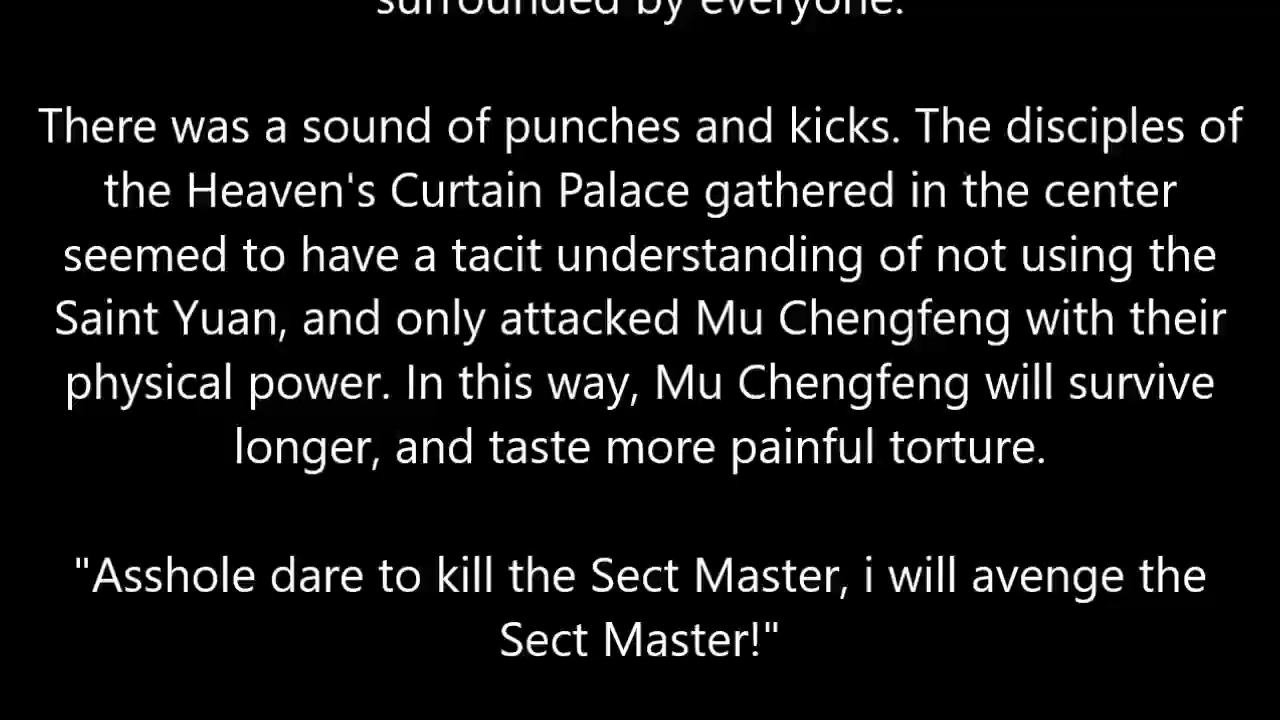 surrounded by everyone.
There was a sound of punches and kicks. The disciples of
the Heaven's Curtain Palace gathered in the center
seemed to have a tacit understanding of not using the
Saint Yuan, and only attacked Mu Chengfeng with their
physical power. In this way, Mu Chengfeng will survive
longer, and taste more painful torture.
"Asshole dare to kill the Sect Master, i will avenge the
Sect Master!"